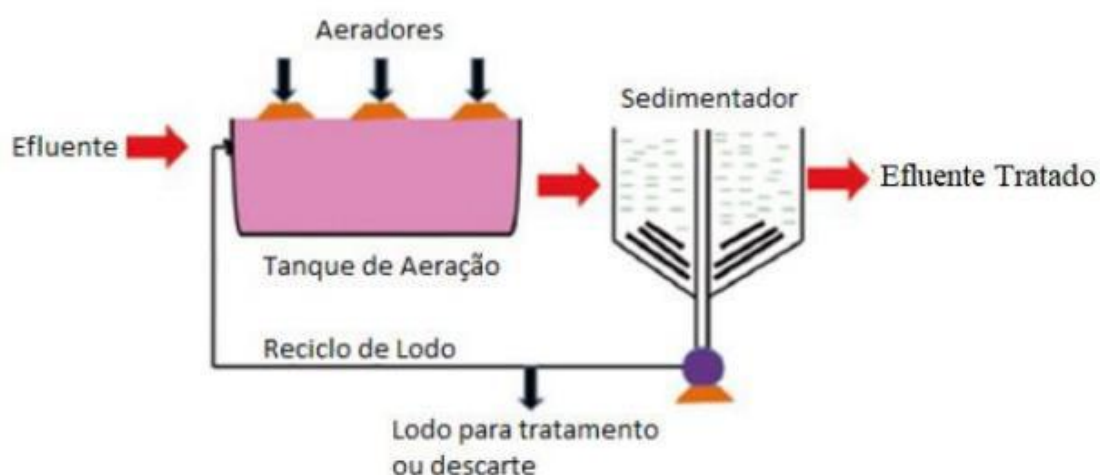 Aeradores
Sedimentador
Efluente
Efluente Tratado
Tanque de Aeração
Reciclo de Lodo
Lodo para tratamento
ou descarte